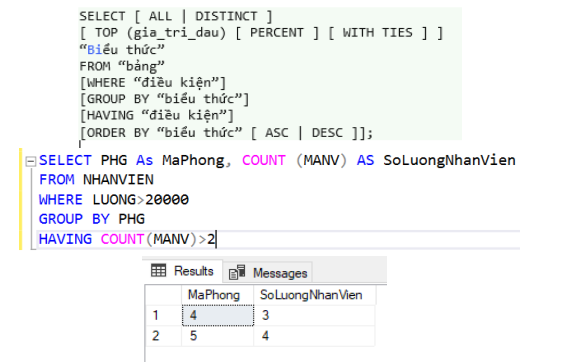 SELECT [ ALL | DISTINCT ]
[ TOP (gia_tri_dau) [ PERCENT ] [ WITH TIES ] ]
“Biểu thức”
FROM “bảng”
[WHERE “điều kiện”]
[GROUP BY “biểu thức”]
[HAVING “điều kiện”]
[ORDER BY “biểu thức” [ ASC | DESC ]];
SELECT PHG As MaPhong, COUNT (MANV) AS SoLuongNhanVien
FROM NHANVIEN
WHERE LUONG>20000
GROUP BY PHG
HAVING COUNT(MANV)>2
Results Messages
MaPhong SoLuongNhanVien
1 4 3
2 5 4